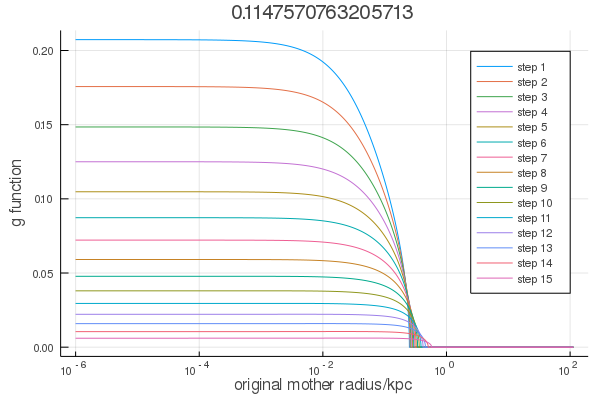 0.1147570763205713
g function
0.20
0.15
0.10
0.05
0.00
10^-6
10^-4
10^-2
10^0
10^2
original mother radius/kpc
step 1
step 2
step 3
step 4
step 5
step 6
step 7
step 8
step 9
step 10
step 11
step 12
step 13
step 14
step 15